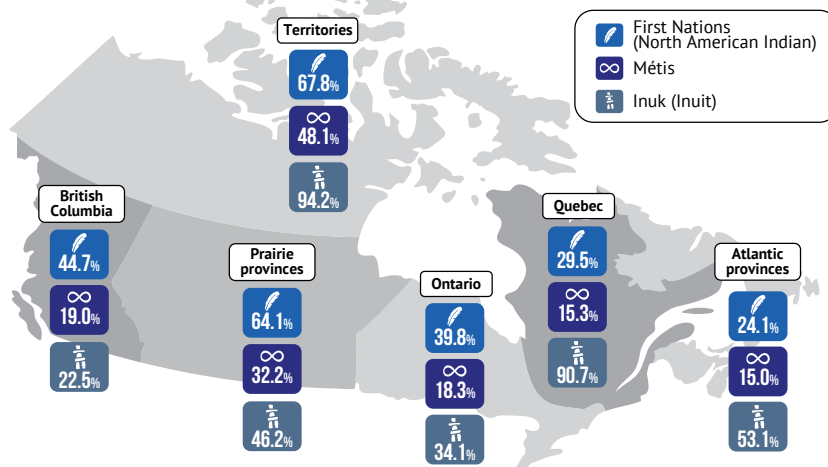 Territories
67.8%
48.1%
94.2%
First Nations
(North American Indian)
Métis
Inuk (Inuit)
British
Columbia
44.7%
19.0%
22.5%
Prairie
provinces
64.1%
32.2%
46.2%
Ontario
39.8%
18.3%
34.1%
Quebec
29.5%
15.3%
90.7%
Atlantic
provinces
24.1%
15.0%
53.1%